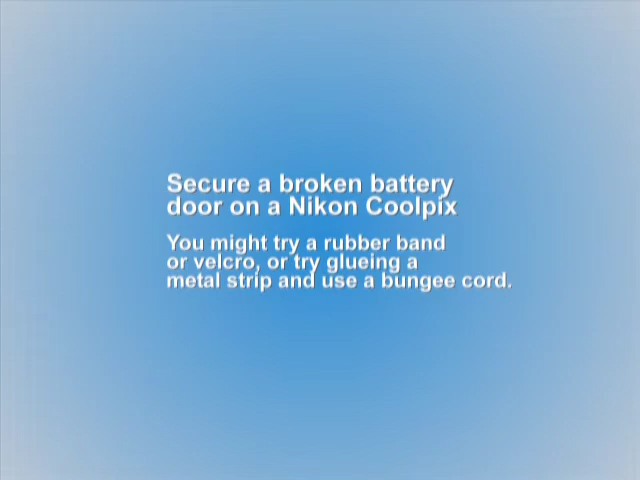 Secure a broken battery
door on a Nikon Coolpix
You might try a rubber band
or velcro, or try glueing a
metal strip and use a bungee cord.